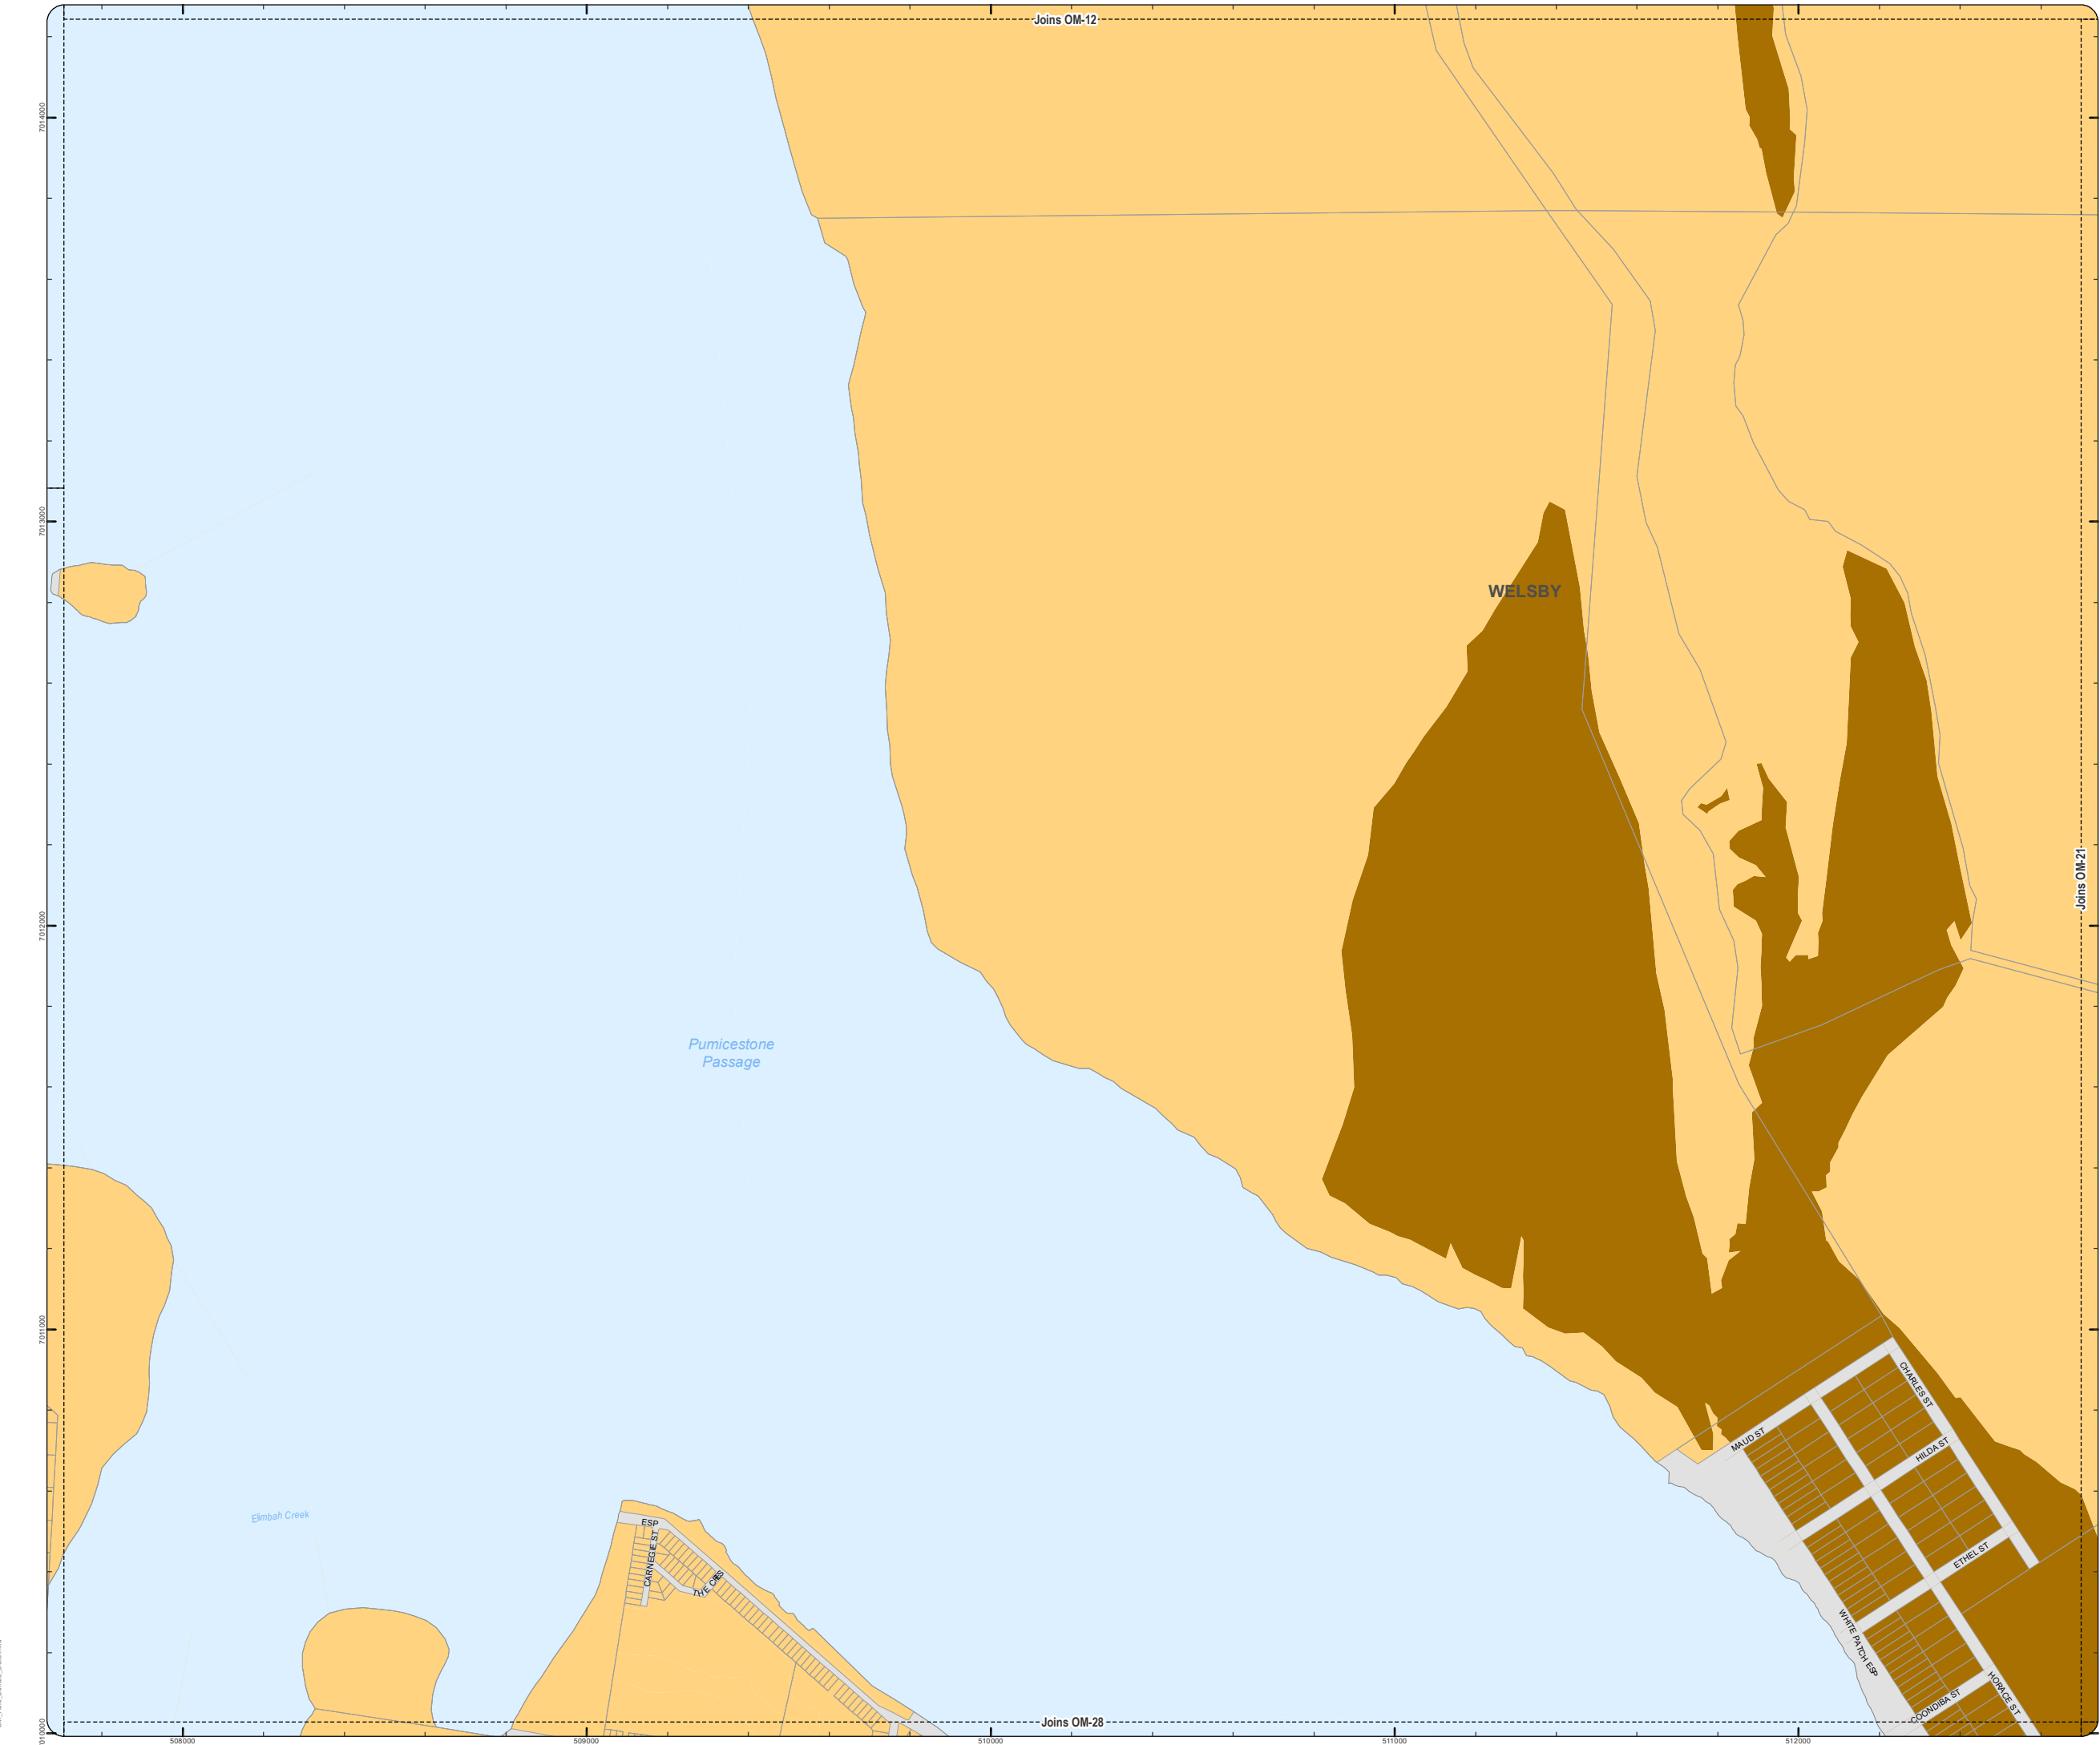 Joins OM-12
7014000
7013000
WELSBY
Joins OM-21
7012000
Pumicestone
Passage
7011000
CHARLES ST
MAUD ST
HILDA ST
Elimbah Creek
ESP
CARNEGIE ST
THE CRES
ETHEL ST
WHITE PATCH ESP
HORACE ST
COONDIBA ST
Joins OM-28
508000
509000
510000
511000
512000